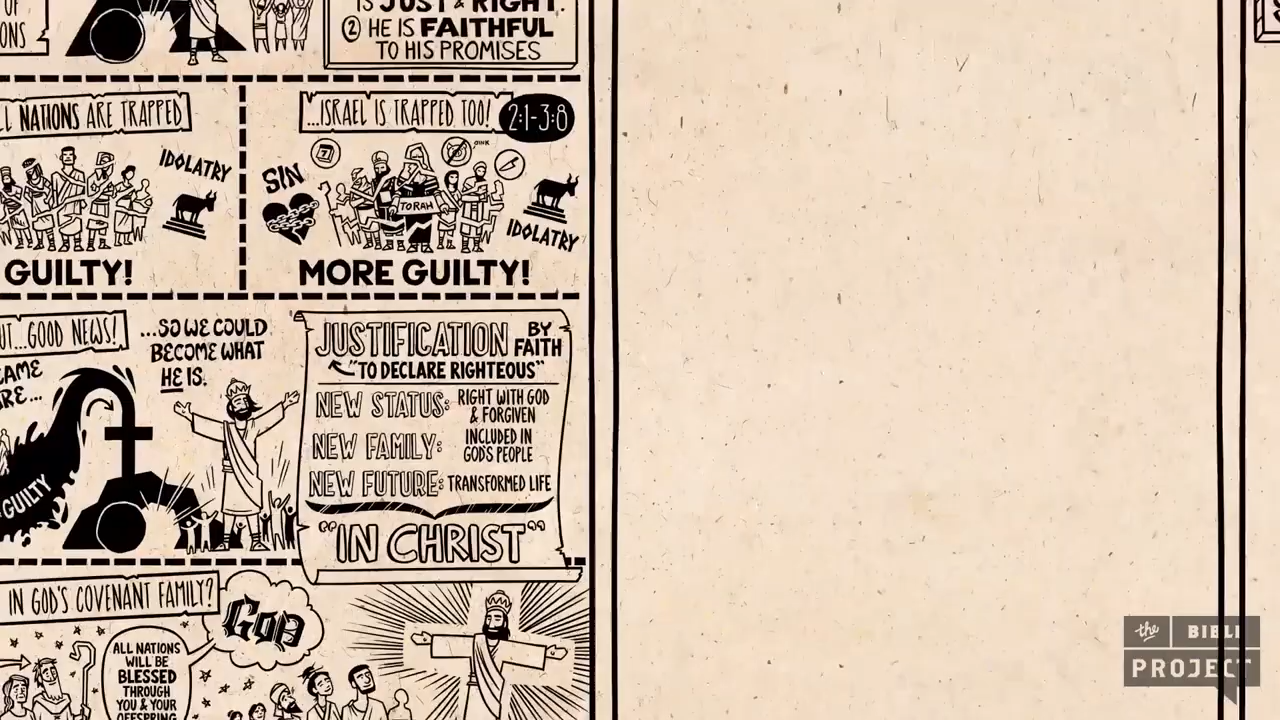 OF
IS JUST & RIGHT.
② HE IS FAITHFUL
TO HIS PROMISES
NATIONS ARE TRAPPED
IDOLATRY
GUILTY!
...ISRAEL IS TRAPPED TOO!
2:1-3:8
SIN
7
OINK
TORAH
IDOLATRY
MORE GUILTY!
GOOD NEWS!
...SO WE COULD
BECOME WHAT
HE IS.
GUILTY
JUSTIFICATION BY FAITH
"TO DECLARE RIGHTEOUS"
NEW STATUS: RIGHT WITH GOD
& FORGIVEN
NEW FAMILY: INCLUDED IN
GOD'S PEOPLE
NEW FUTURE: TRANSFORMED LIFE
"IN CHRIST"
IN GOD'S COVENANT FAMILY?
GOD
ALL NATIONS
WILL BE
BLESSED
THROUGH
YOU & YOUR
OFFSPRING
the BIBLE
PROJECT